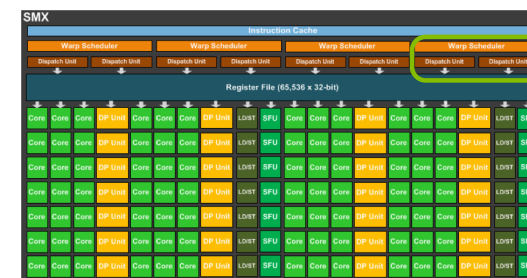 SMX
Instruction Cache
Warp Scheduler Warp Scheduler Warp Scheduler Warp Scheduler
Dispatch Unit Dispatch Unit Dispatch Unit Dispatch Unit Dispatch Unit Dispatch Unit Dispatch Unit Dispatch Unit
Register File (65,536 x 32-bit)
Core Core Core DP Unit Core Core Core DP Unit LD/ST SFU Core Core Core DP Unit Core Core Core DP Unit LD/ST SF
Core Core Core DP Unit Core Core Core DP Unit LD/ST SFU Core Core Core DP Unit Core Core Core DP Unit LD/ST SF
Core Core Core DP Unit Core Core Core DP Unit LD/ST SFU Core Core Core DP Unit Core Core Core DP Unit LD/ST SF
Core Core Core DP Unit Core Core Core DP Unit LD/ST SFU Core Core Core DP Unit Core Core Core DP Unit LD/ST SF
Core Core Core DP Unit Core Core Core DP Unit LD/ST SFU Core Core Core DP Unit Core Core Core DP Unit LD/ST SF
Core Core Core DP Unit Core Core Core DP Unit LD/ST SFU Core Core Core DP Unit Core Core Core DP Unit LD/ST SF
Core Core Core DP Unit Core Core Core DP Unit LD/ST SFU Core Core Core DP Unit Core Core Core DP Unit LD/ST SF